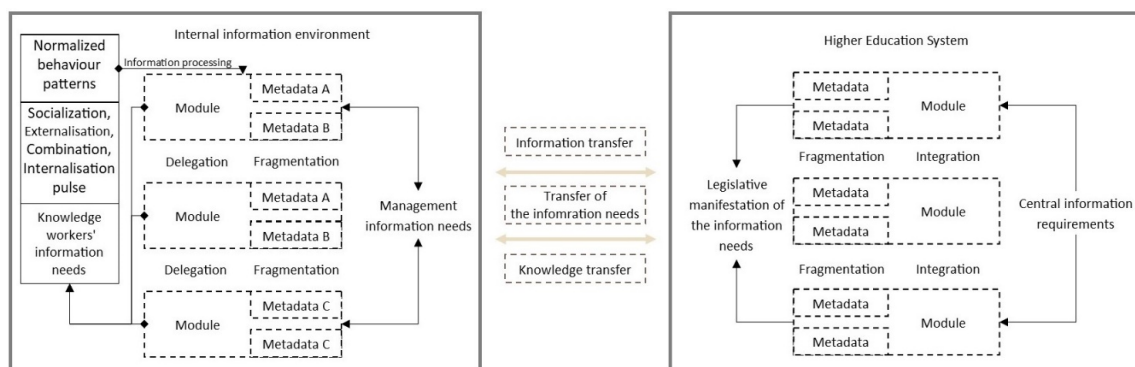 Internal information environment
Normalized
behaviour
patterns
Information processing
Socialization,
Externalisation,
Combination,
Internalisation
pulse
Knowledge
workers'
information
needs
Module
Metadata A
Metadata B
Delegation
Fragmentation
Module
Metadata A
Metadata B
Delegation
Fragmentation
Module
Metadata C
Metadata C
Management
information needs
Information transfer
Transfer of
the infomration needs
Knowledge transfer
Higher Education System
Metadata
Metadata
Module
Fragmentation
Integration
Legislative
manifestation of
the information
needs
Metadata
Metadata
Module
Fragmentation
Integration
Metadata
Metadata
Module
Central information
requirements